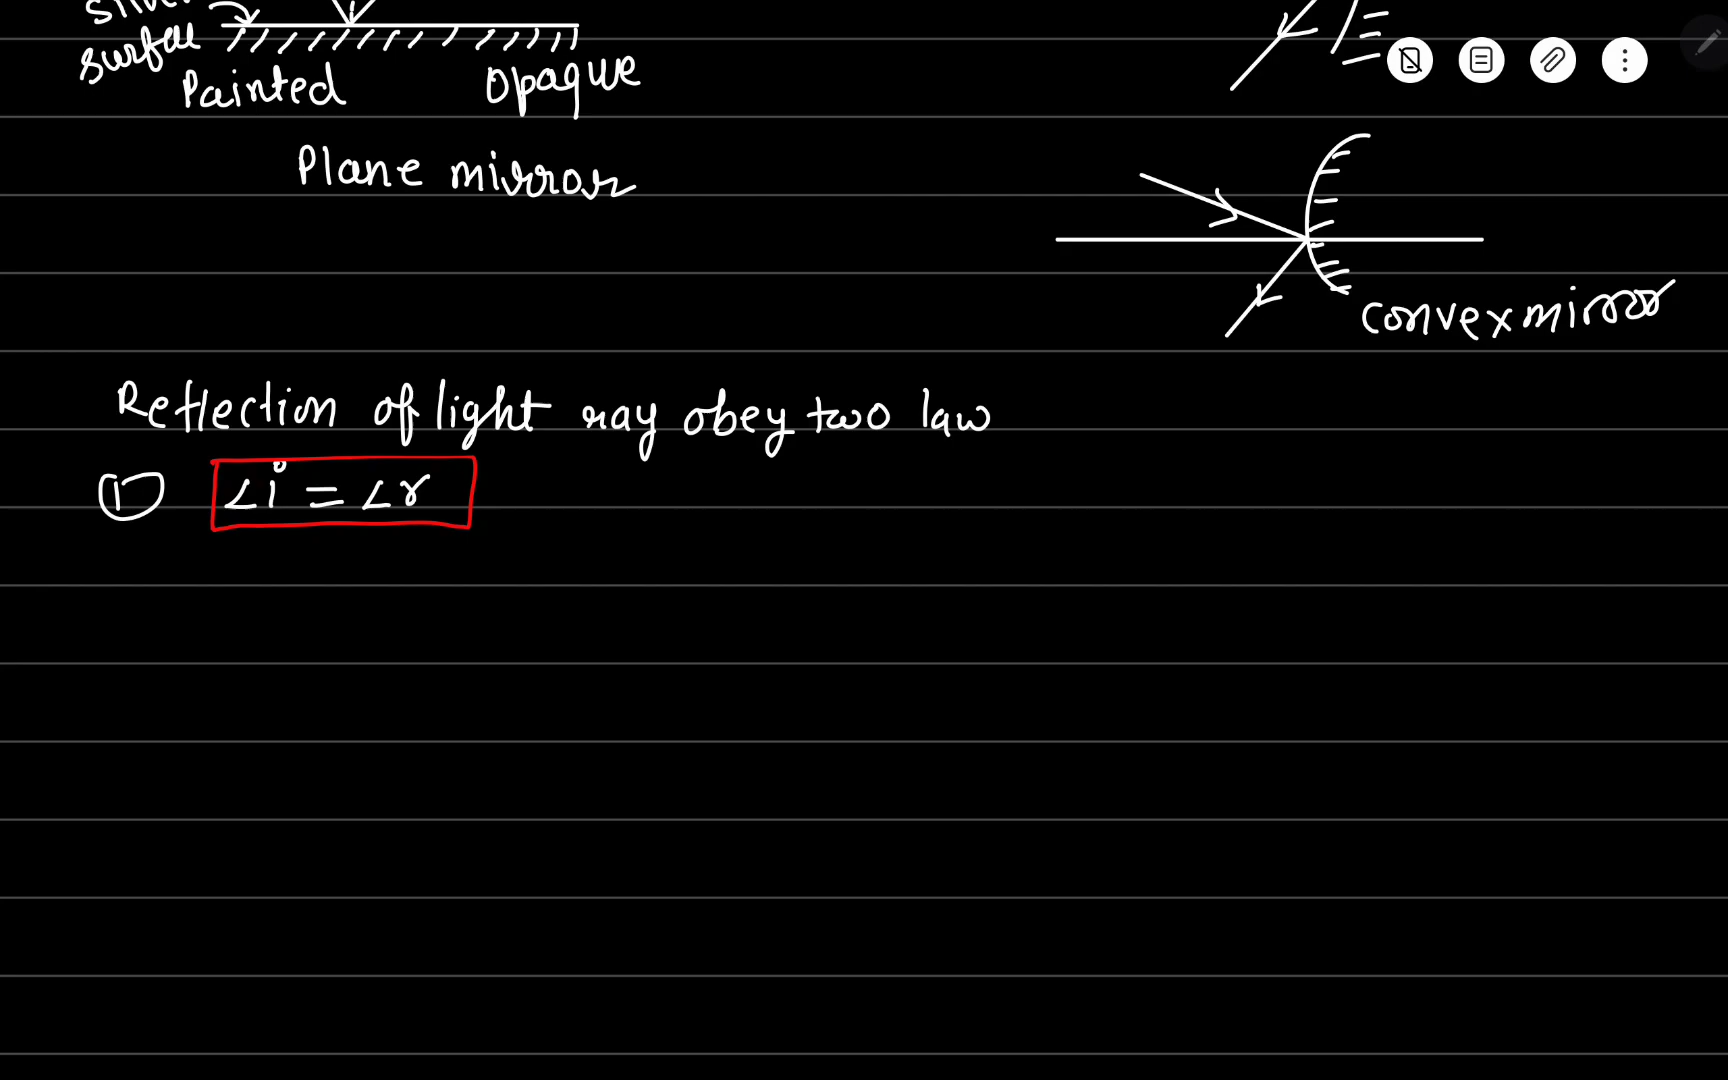 surface
Painted Opaque
Plane mirror
convex mirror
Reflection of light ray obey two law
① ∠i = ∠r